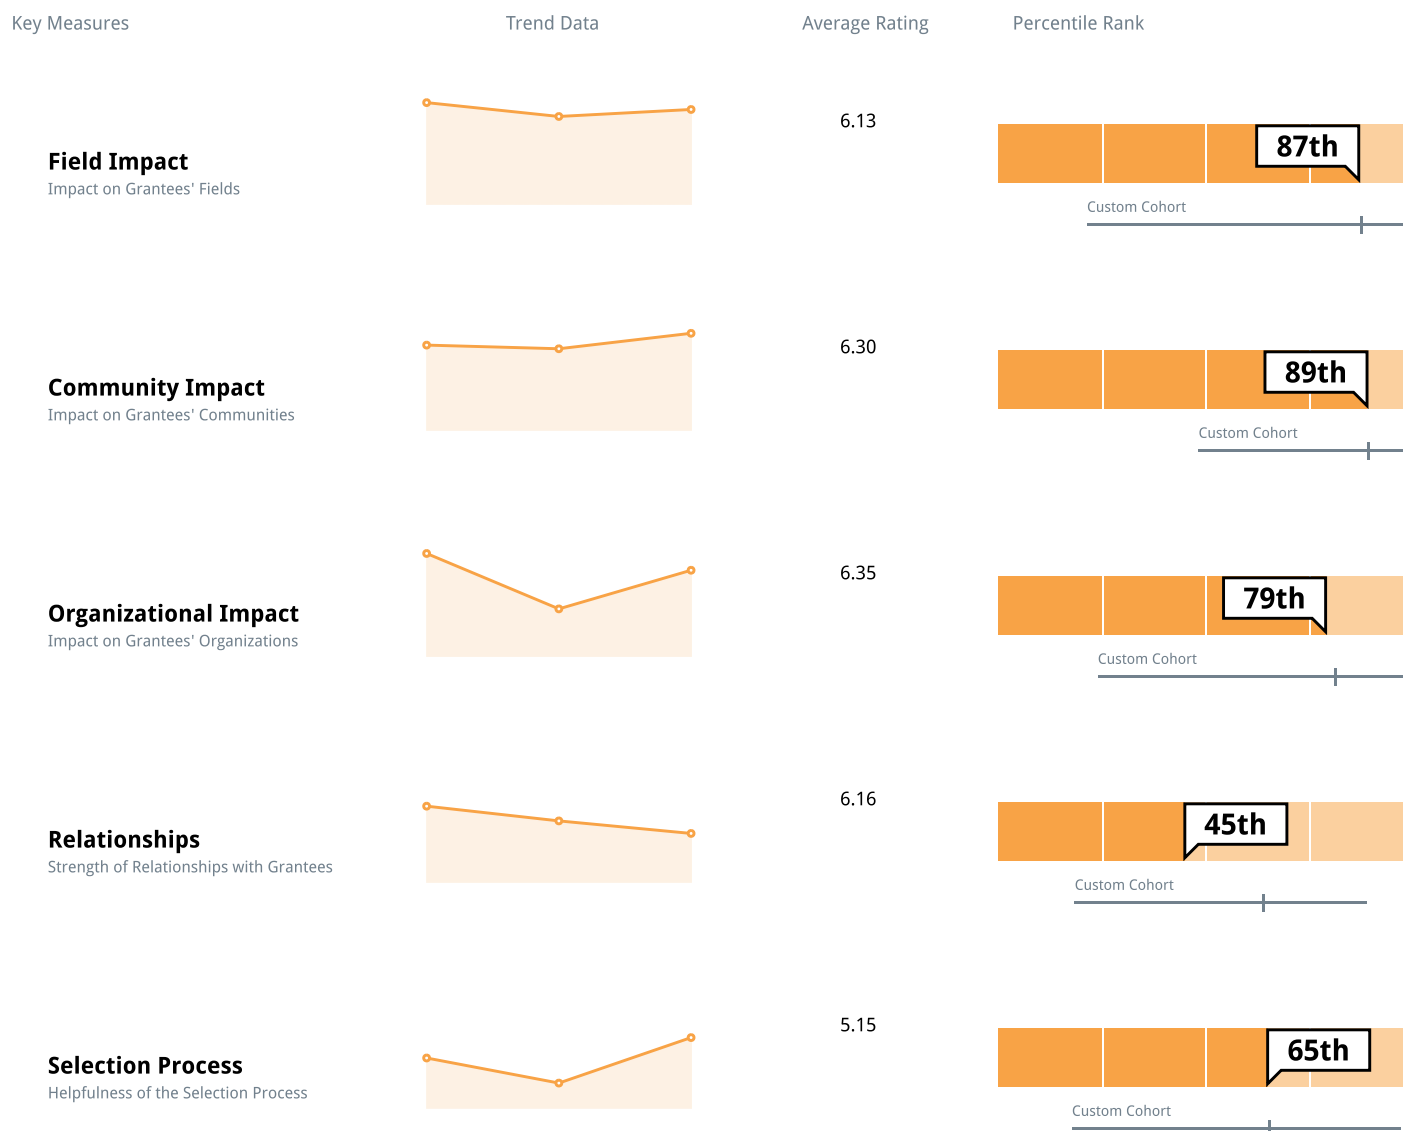 Key Measures
Trend Data
Average Rating
Percentile Rank
Field Impact
Impact on Grantees' Fields
6.13
87th
Custom Cohort
Community Impact
Impact on Grantees' Communities
6.30
89th
Custom Cohort
Organizational Impact
Impact on Grantees' Organizations
6.35
79th
Custom Cohort
Relationships
Strength of Relationships with Grantees
6.16
45th
Custom Cohort
Selection Process
Helpfulness of the Selection Process
5.15
65th
Custom Cohort